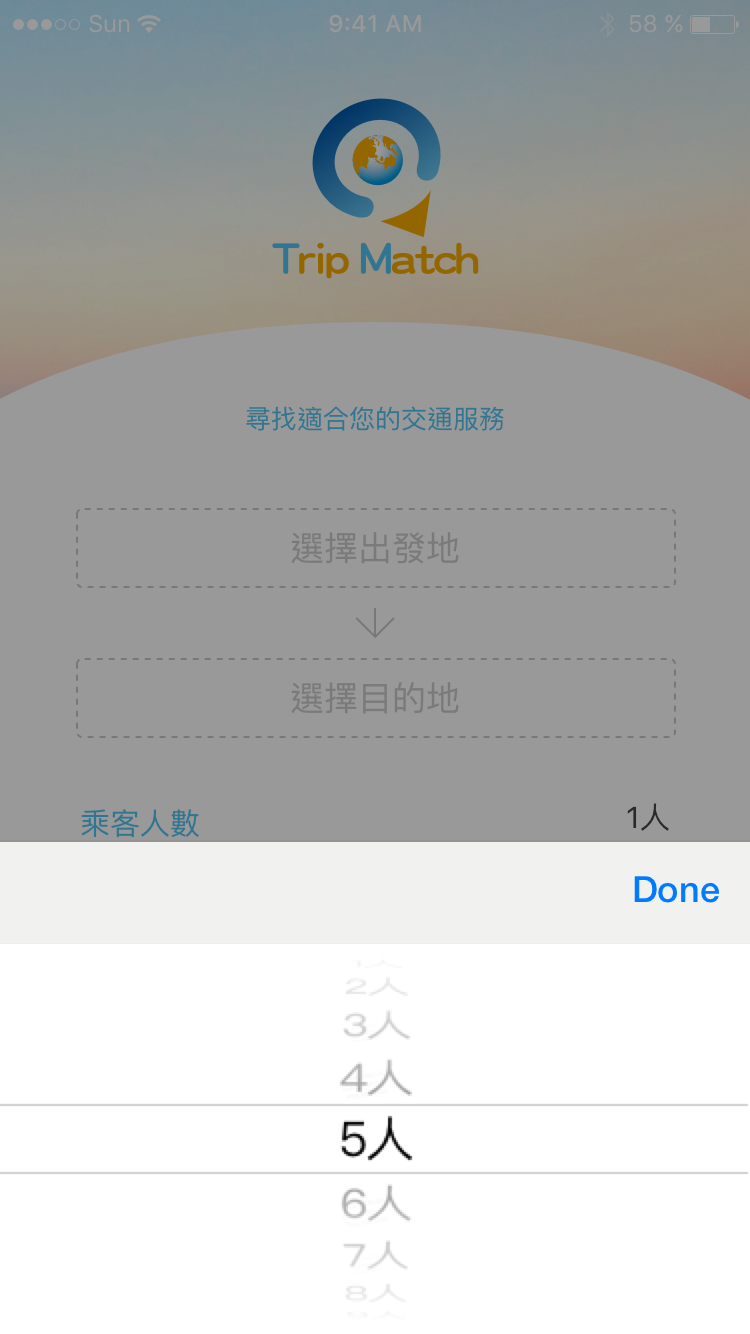 Sun 9:41 AM 58 %
Trip Match
尋找適合您的交通服務
選擇出發地
選擇目的地
乘客人數 1人
Done
1人
2人
3人
4人
5人
6人
7人
8人